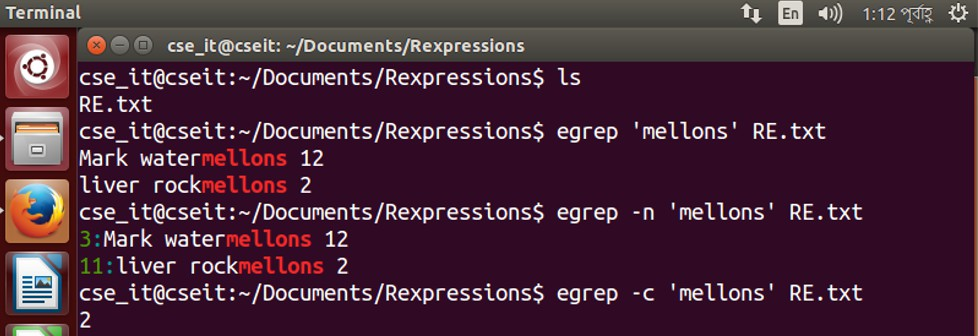 Terminal En 1:12 পূর্বাহ্ণ
cse_it@cseit: ~/Documents/Rexpressions
cse_it@cseit:~/Documents/Rexpressions$ ls
RE.txt
cse_it@cseit:~/Documents/Rexpressions$ egrep 'mellons' RE.txt
Mark watermellons 12
liver rockmellons 2
cse_it@cseit:~/Documents/Rexpressions$ egrep -n 'mellons' RE.txt
3:Mark watermellons 12
11:liver rockmellons 2
cse_it@cseit:~/Documents/Rexpressions$ egrep -c 'mellons' RE.txt
2